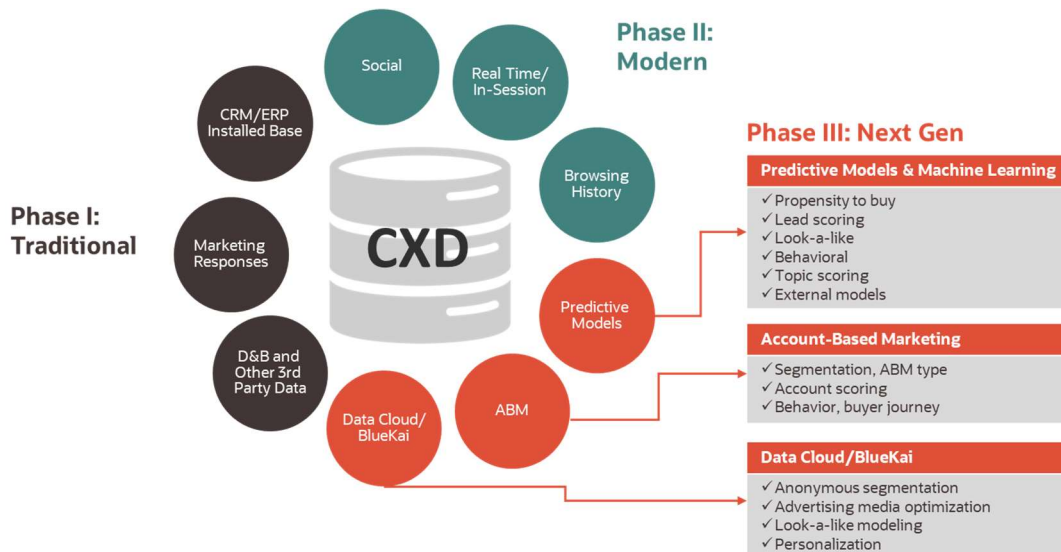 Phase I:
Traditional
CRM/ERP
Installed Base
Marketing
Responses
D&B and
Other 3rd
Party Data
CXD
Phase II:
Modern
Social
Real Time/
In-Session
Browsing
History
Predictive
Models
ABM
Data Cloud/
BlueKai
Phase III: Next Gen
Predictive Models & Machine Learning
✓Propensity to buy
✓Lead scoring
✓Look-a-like
✓Behavioral
✓Topic scoring
✓External models
Account-Based Marketing
✓Segmentation, ABM type
✓Account scoring
✓Behavior, buyer journey
Data Cloud/BlueKai
✓Anonymous segmentation
✓Advertising media optimization
✓Look-a-like modeling
✓Personalization